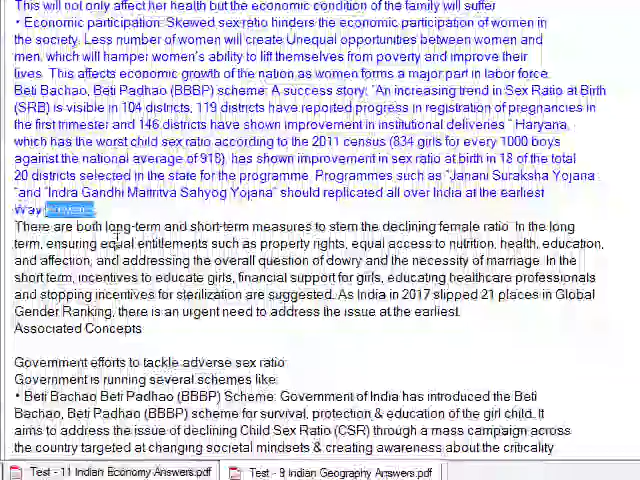 This will not only affect her health but the economic condition of the family will suffer
• Economic participation: Skewed sex ratio hinders the economic participation of women in
the society. Less number of women will create Unequal opportunities between women and
men, which will hamper women's ability to lift themselves from poverty and improve their
lives. This affects economic growth of the nation as women forms a major part in labor force.
Beti Bachao, Beti Padhao (BBBP) scheme: A success story: "An increasing trend in Sex Ratio at Birth
(SRB) is visible in 104 districts, 119 districts have reported progress in registration of pregnancies in
the first trimester and 146 districts have shown improvement in institutional deliveries." Haryana,
which has the worst child sex ratio according to the 2011 census (834 girls for every 1000 boys
against the national average of 918), has shown improvement in sex ratio at birth in 18 of the total
20 districts selected in the state for the programme. Programmes such as "Janani Suraksha Yojana
"and "Indra Gandhi Matritva Sahyog Yojana" should replicated all over India at the earliest
Way forward:
There are both long-term and short-term measures to stem the declining female ratio. In the long
term, ensuring equal entitlements such as property rights, equal access to nutrition, health, education,
and affection, and addressing the overall question of dowry and the necessity of marriage. In the
short term, incentives to educate girls, financial support for girls, educating healthcare professionals
and stopping incentives for sterilization are suggested. As India in 2017 slipped 21 places in Global
Gender Ranking, there is an urgent need to address the issue at the earliest.
Associated Concepts
Government efforts to tackle adverse sex ratio
Government is running several schemes like:
• Beti Bachao Beti Padhao (BBBP) Scheme: Government of India has introduced the Beti
Bachao, Beti Padhao (BBBP) scheme for survival, protection & education of the girl child. It
aims to address the issue of declining Child Sex Ratio (CSR) through a mass campaign across
the country targeted at changing societal mindsets & creating awareness about the criticality
Test - 11 Indian Economy Answers.pdf
Test - 8 Indian Geography Answers.pdf